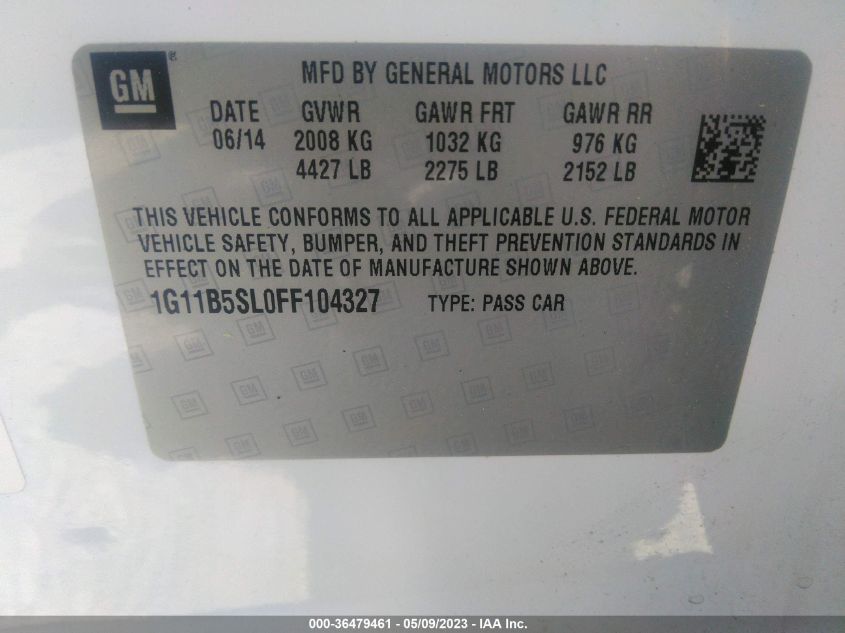 GM
MFD BY GENERAL MOTORS LLC
DATE GVWR GAWR FRT GAWR RR
06/14 2008 KG 1032 KG 976 KG
4427 LB 2275 LB 2152 LB
THIS VEHICLE CONFORMS TO ALL APPLICABLE U.S. FEDERAL MOTOR
VEHICLE SAFETY, BUMPER, AND THEFT PREVENTION STANDARDS IN
EFFECT ON THE DATE OF MANUFACTURE SHOWN ABOVE.
1G11B5SL0FF104327 TYPE: PASS CAR
000-36479461 - 05/09/2023 - IAA Inc.